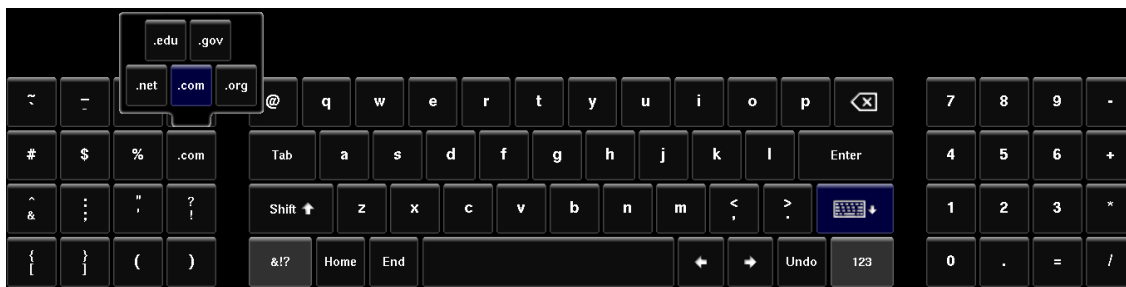 .edu .gov
.net .com .org
~ ` _ - @ q w e r t y u i o p 7 8 9 -
# $ % .com Tab a s d f g h j k l Enter 4 5 6 +
^ & : ; " ' ? ! Shift z x c v b n m < , > . 1 2 3 *
{ [ } ] ( ) &!? Home End Undo 123 0 . = /